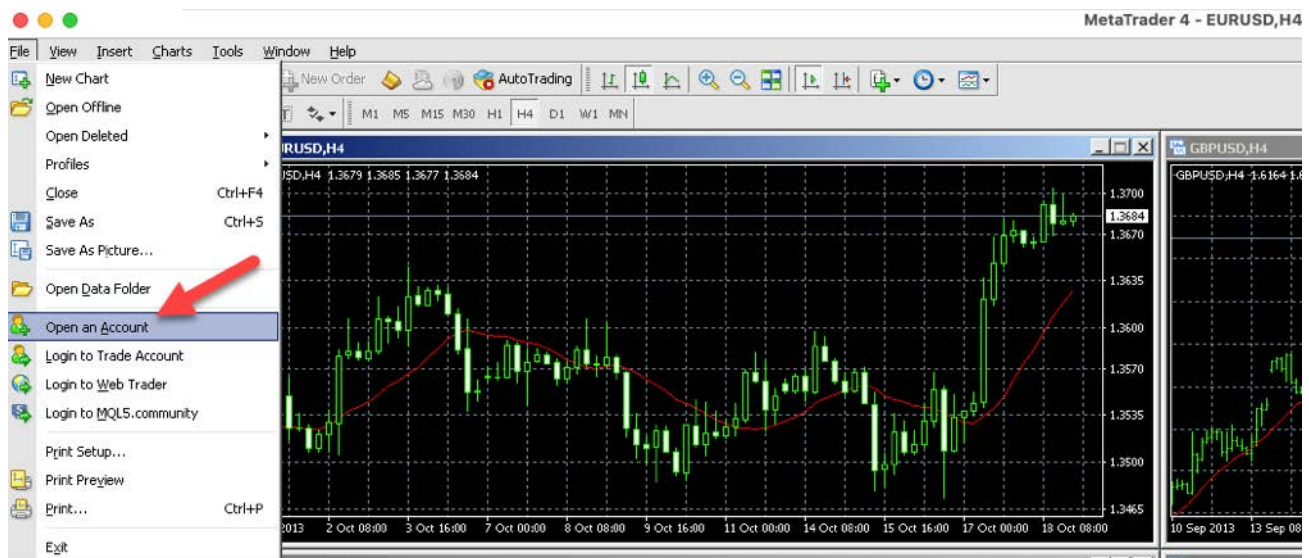 MetaTrader 4 - EURUSD,H4
File View Insert Charts Tools Window Help
New Order AutoTrading
M1 M5 M15 M30 H1 H4 D1 W1 MN
New Chart
Open Offline
Open Deleted
Profiles
Close Ctrl+F4
Save As Ctrl+S
Save As Picture...
Open Data Folder
Open an Account
Login to Trade Account
Login to Web Trader
Login to MQL5.community
Print Setup...
Print Preview
Print... Ctrl+P
Exit
RUSD,H4
SD,H4 1.3679 1.3685 1.3677 1.3684
1.3700
1.3684
1.3670
1.3635
1.3600
1.3570
1.3535
1.3500
1.3465
2013 2 Oct 08:00 3 Oct 16:00 7 Oct 00:00 8 Oct 08:00 9 Oct 16:00 11 Oct 00:00 14 Oct 08:00 15 Oct 16:00 17 Oct 00:00 18 Oct 08:00
GBPUSD,H4
GBPUSD,H4 1.6164 1.6
10 Sep 2013 13 Sep 08